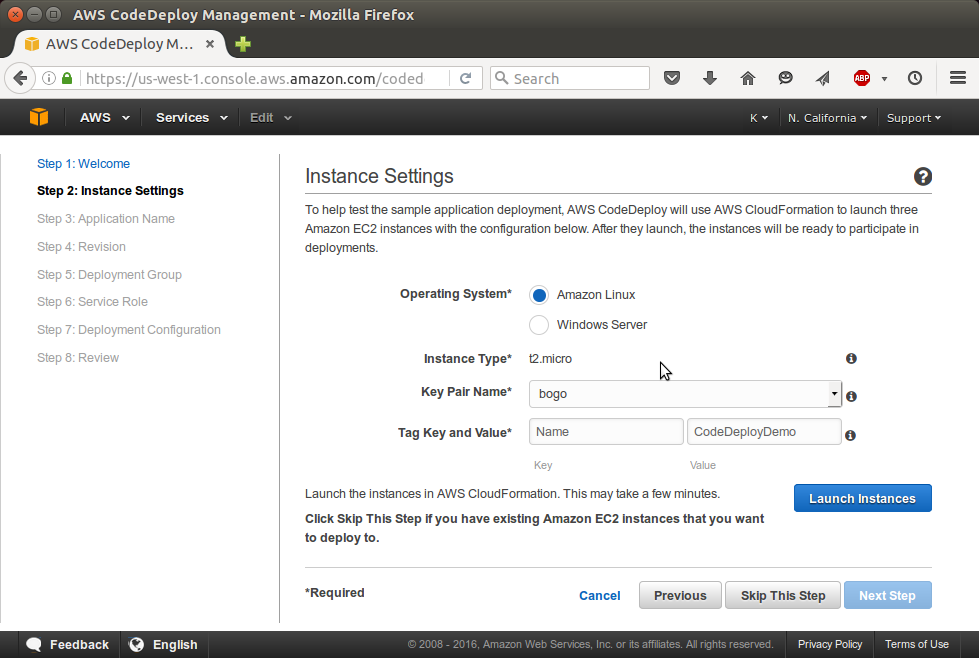 AWS CodeDeploy Management - Mozilla Firefox
AWS CodeDeploy M...
https://us-west-1.console.aws.amazon.com/coded
Search
ABP
AWS Services Edit K N. California Support
Step 1: Welcome
Step 2: Instance Settings
Step 3: Application Name
Step 4: Revision
Step 5: Deployment Group
Step 6: Service Role
Step 7: Deployment Configuration
Step 8: Review
Instance Settings
To help test the sample application deployment, AWS CodeDeploy will use AWS CloudFormation to launch three
Amazon EC2 instances with the configuration below. After they launch, the instances will be ready to participate in
deployments.
Operating System* Amazon Linux
Windows Server
Instance Type* t2.micro
Key Pair Name* bogo
Tag Key and Value* Name CodeDeployDemo
Key Value
Launch the instances in AWS CloudFormation. This may take a few minutes.
Launch Instances
Click Skip This Step if you have existing Amazon EC2 instances that you want
to deploy to.
*Required
Cancel Previous Skip This Step Next Step
Feedback English © 2008 - 2016, Amazon Web Services, Inc. or its affiliates. All rights reserved. Privacy Policy Terms of Use